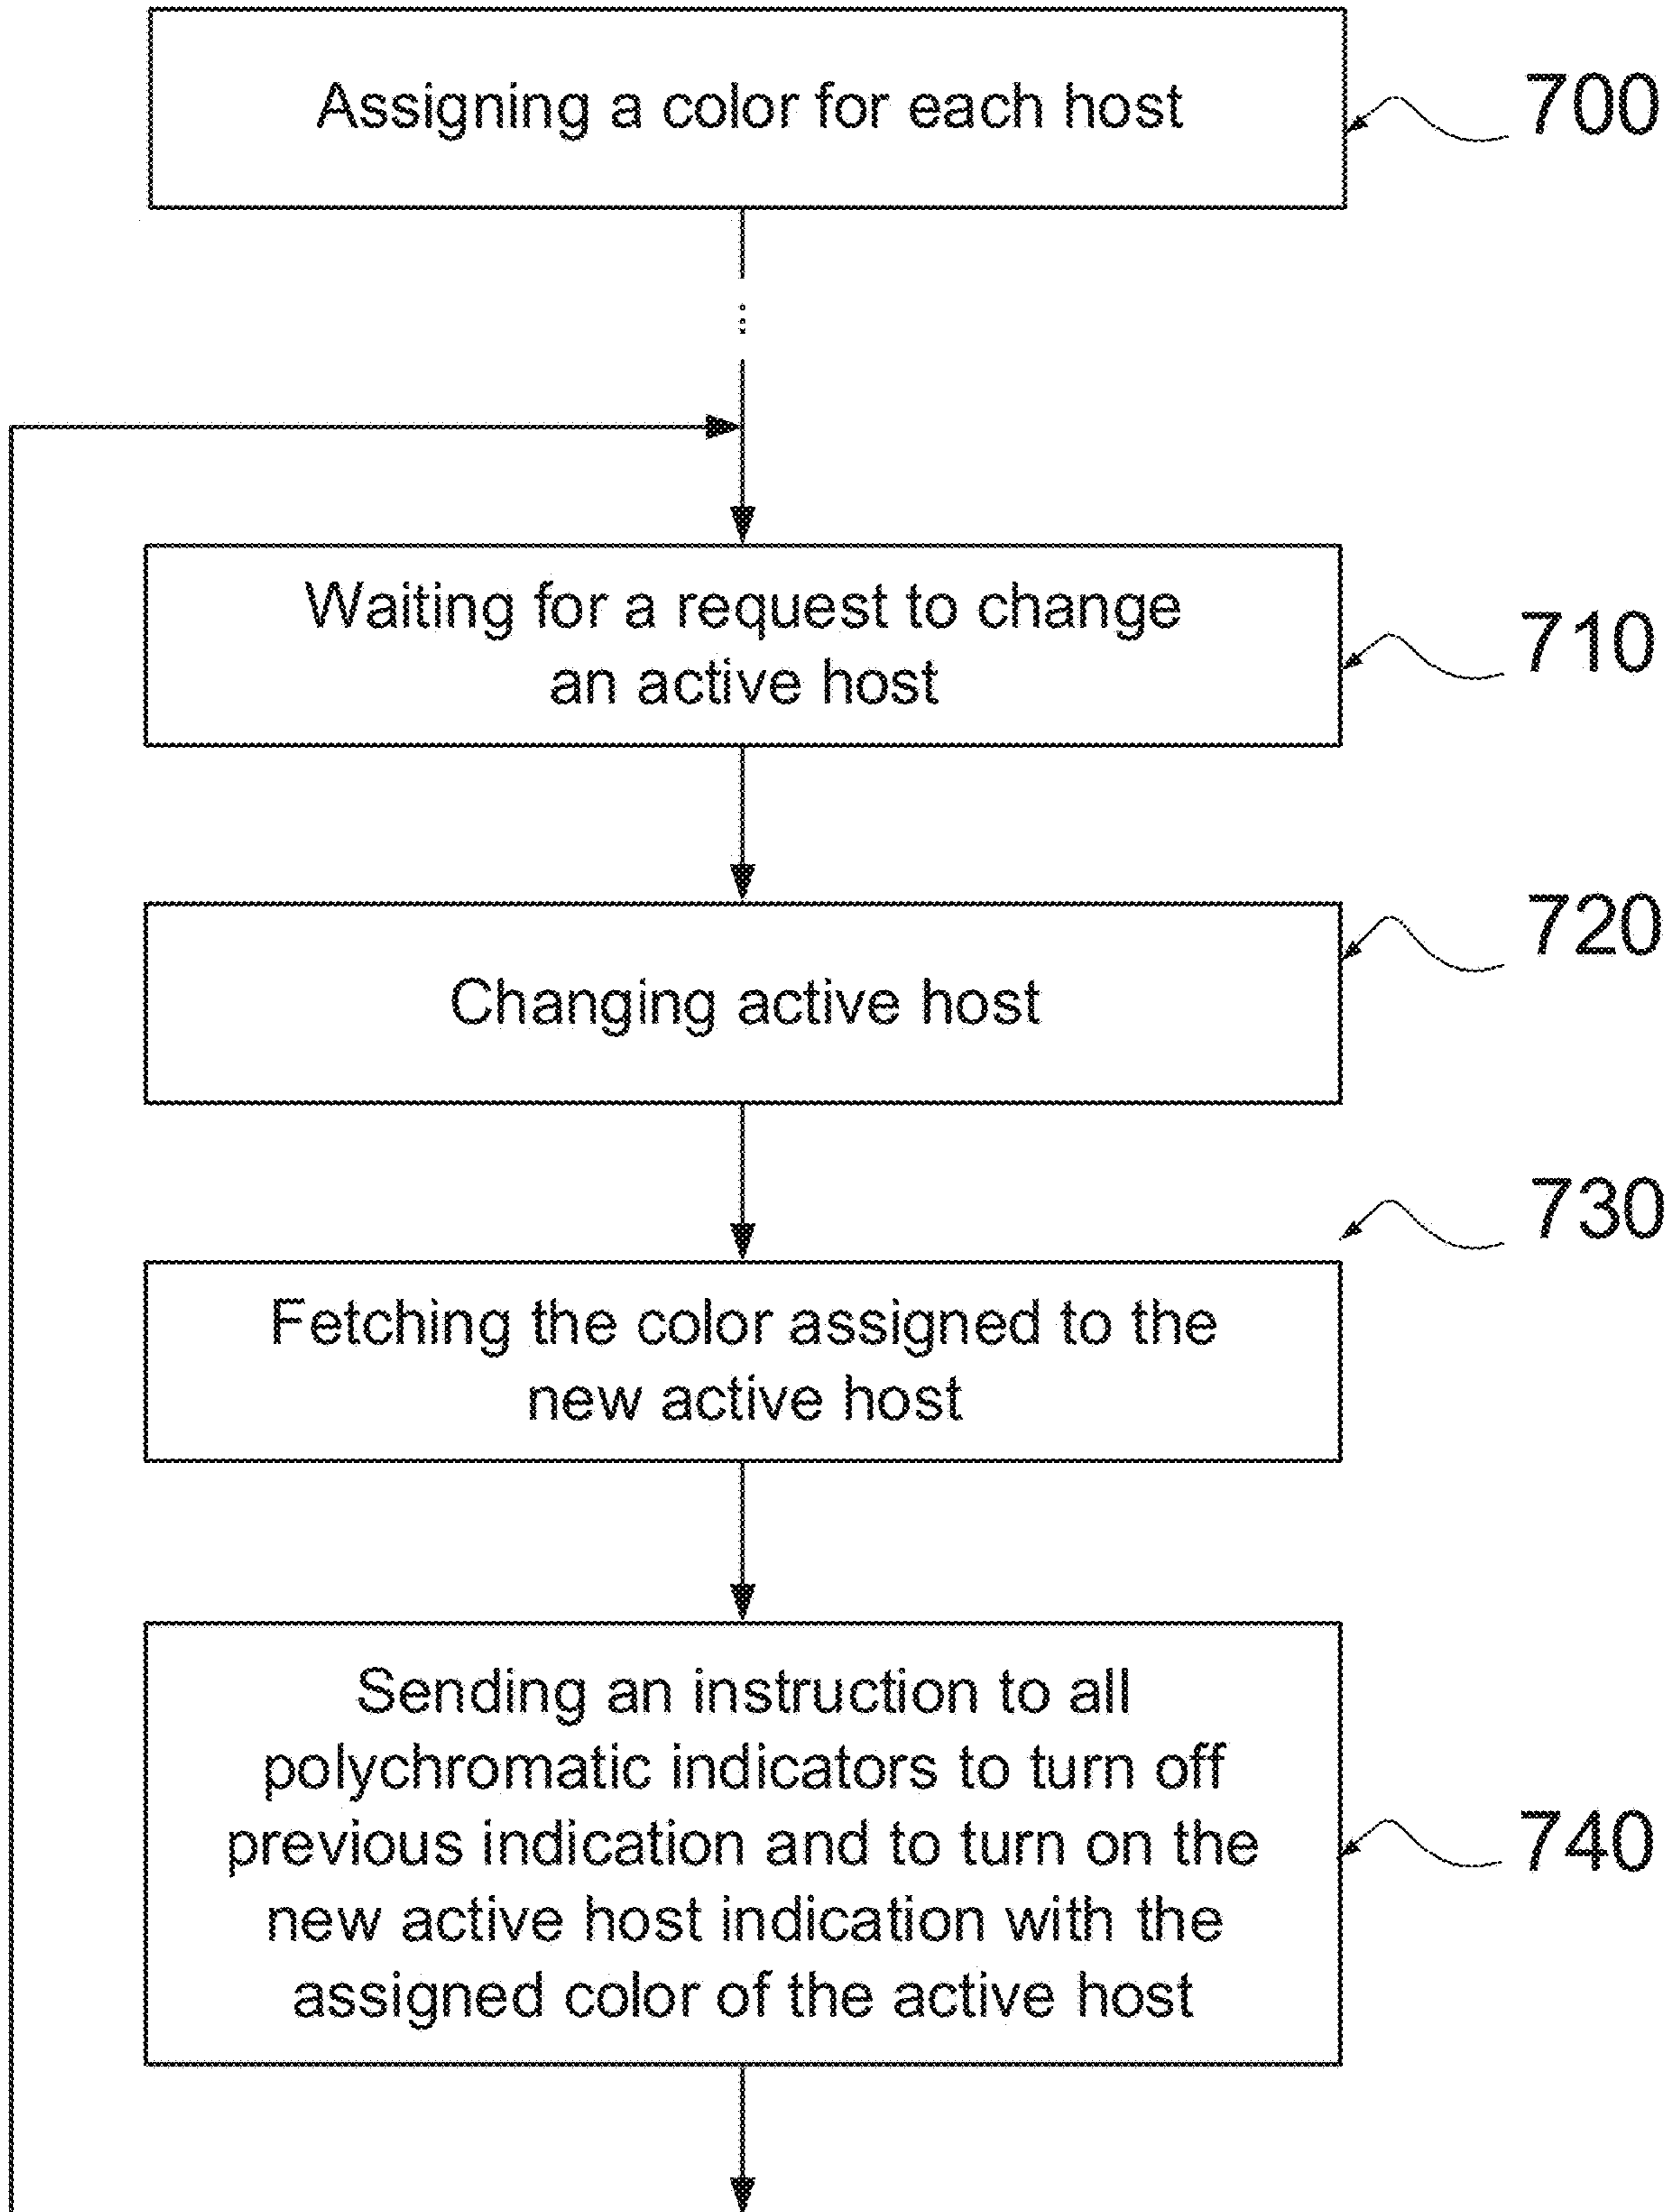 Assigning a color for each host
700
Waiting for a request to change
an active host
710
720
Changing active host
730
Fetching the color assigned to the
new active host
Sending an instruction to all
polychromatic indicators to turn off
previous indication and to turn on the
new active host indication with the
assigned color of the active host
740